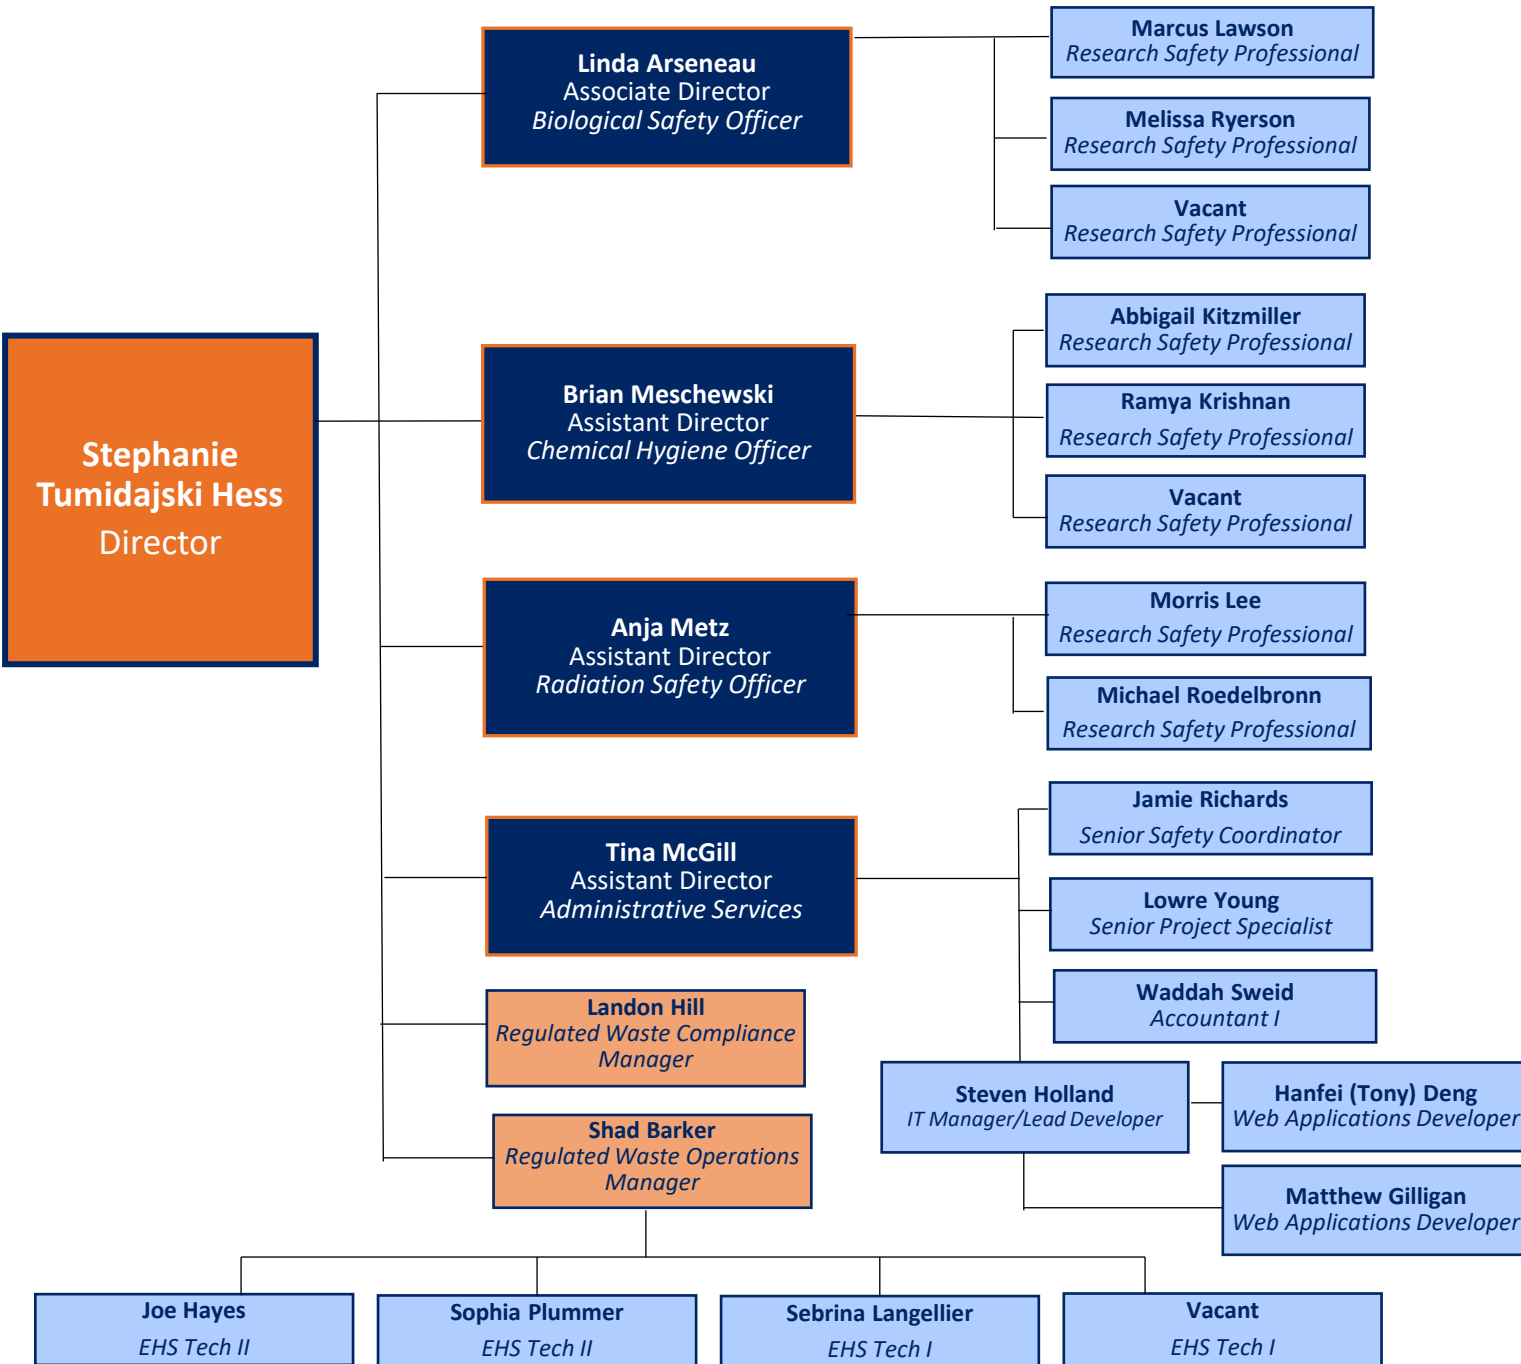 Linda Arseneau
Associate Director
Biological Safety Officer
Marcus Lawson
Research Safety Professional
Melissa Ryerson
Research Safety Professional
Vacant
Research Safety Professional
Stephanie
Tumidajski Hess
Director
Brian Meschewski
Assistant Director
Chemical Hygiene Officer
Abbigail Kitzmiller
Research Safety Professional
Ramya Krishnan
Research Safety Professional
Vacant
Research Safety Professional
Anja Metz
Assistant Director
Radiation Safety Officer
Morris Lee
Research Safety Professional
Michael Roedelbronn
Research Safety Professional
Tina McGill
Assistant Director
Administrative Services
Jamie Richards
Senior Safety Coordinator
Lowre Young
Senior Project Specialist
Waddah Sweid
Accountant I
Steven Holland
IT Manager/Lead Developer
Hanfei (Tony) Deng
Web Applications Developer
Matthew Gilligan
Web Applications Developer
Landon Hill
Regulated Waste Compliance
Manager
Shad Barker
Regulated Waste Operations
Manager
Joe Hayes
EHS Tech II
Sophia Plummer
EHS Tech II
Sebrina Langellier
EHS Tech I
Vacant
EHS Tech I